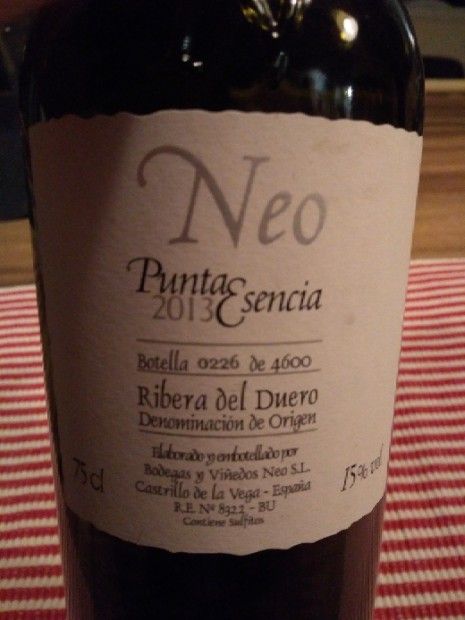 Neo
Punta Esencia
2013
Botella 0226 de 4600
Ribera del Duero
Denominación de Origen
Elaborado y embotellado por
Bodegas y Viñedos Neo S.L.
Castrillo de la Vega - España
R.E. Nº 8322 - BU
Contiene Sulfitos
75 cl
15% vol